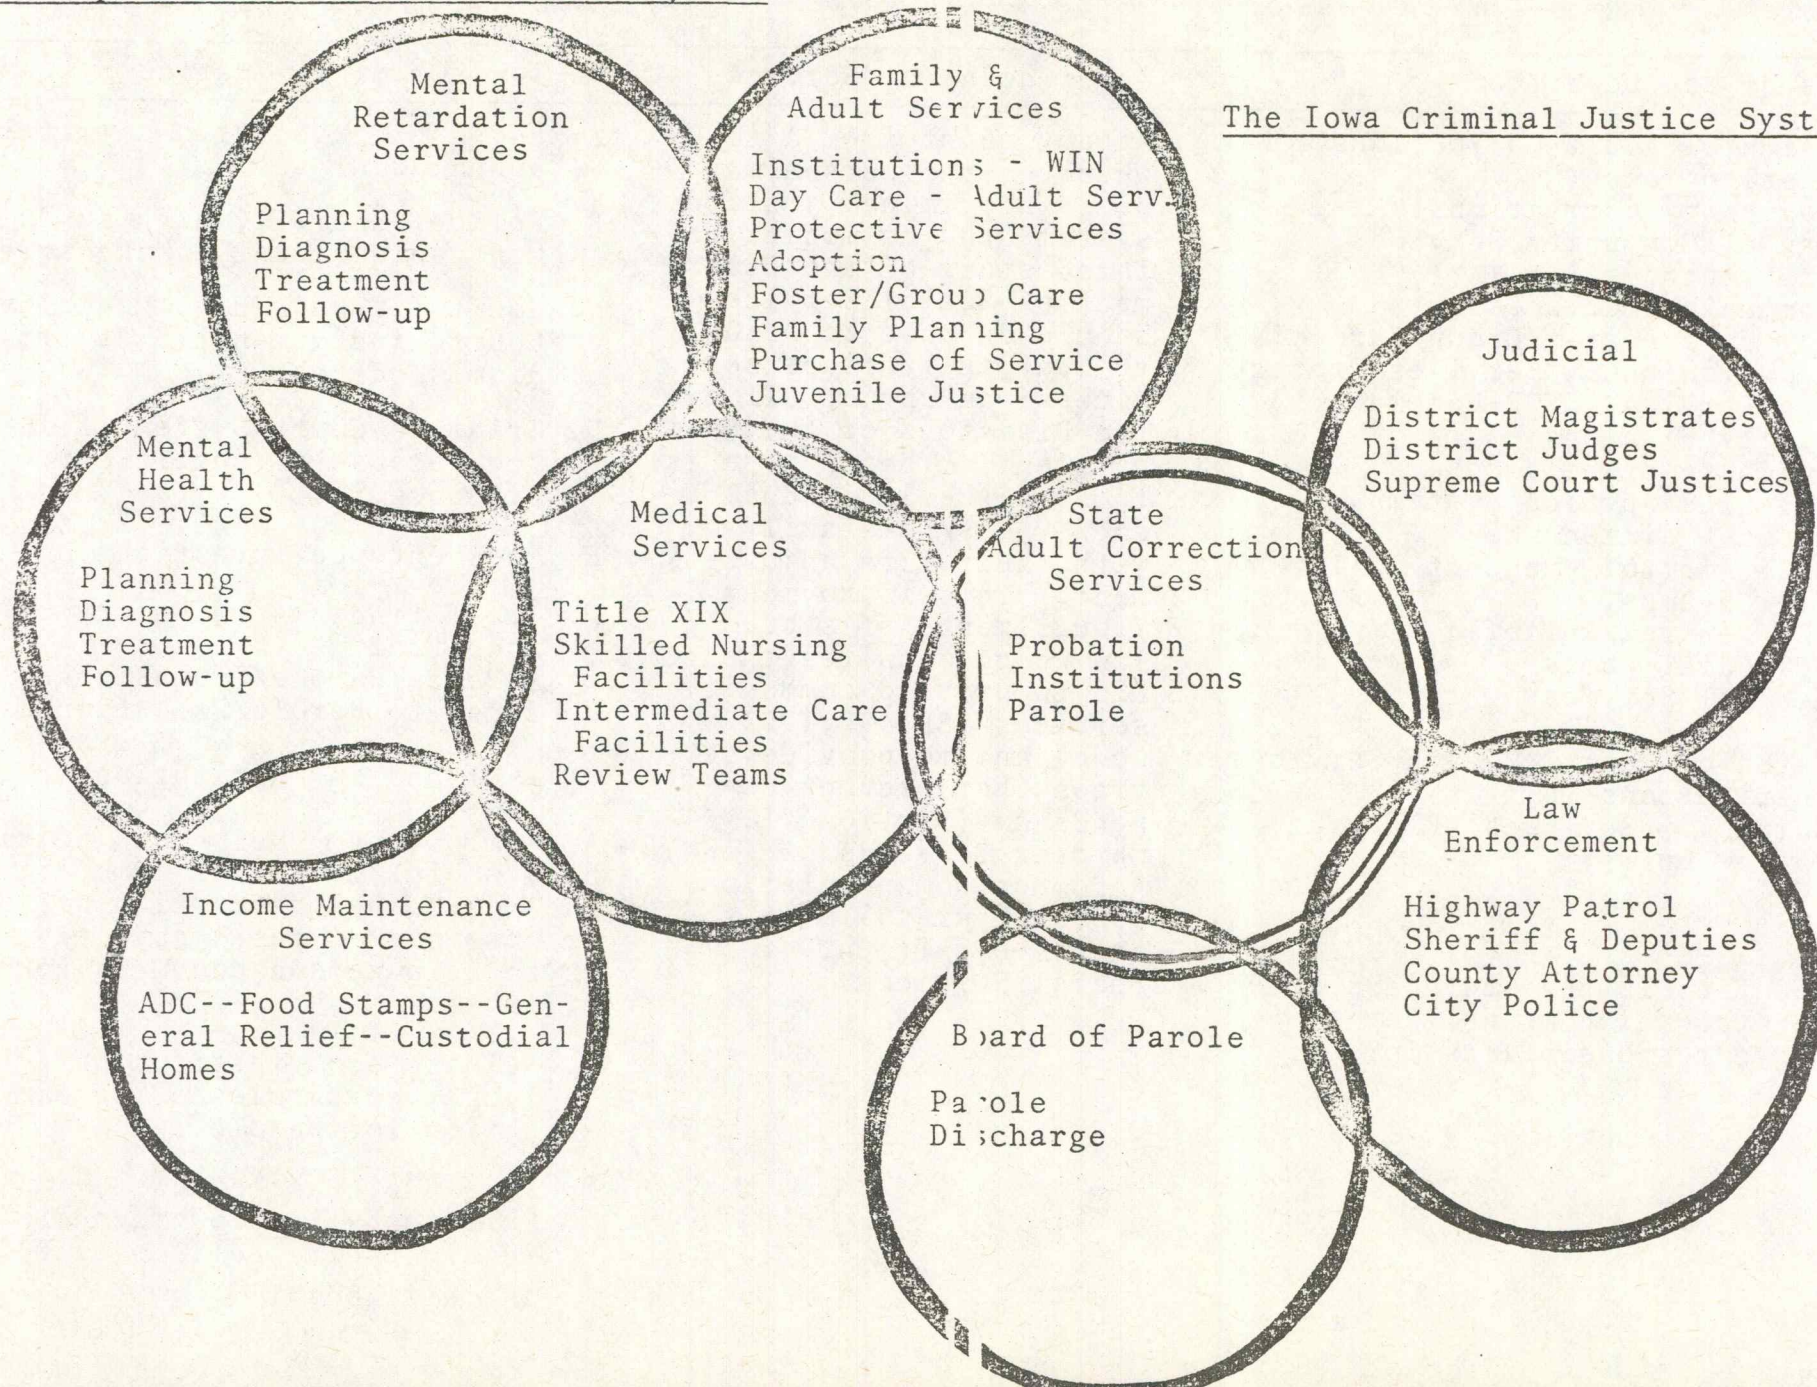 The Iowa Criminal Justice Syst
Mental
Retardation
Services
Planning
Diagnosis
Treatment
Follow-up
Family &
Adult Services
Institutions - WIN
Day Care - Adult Serv.
Protective Services
Adoption
Foster/Group Care
Family Planning
Purchase of Service
Juvenile Justice
Judicial
District Magistrates
District Judges
Supreme Court Justices
Mental
Health
Services
Planning
Diagnosis
Treatment
Follow-up
Medical
Services
Title XIX
Skilled Nursing
Facilities
Intermediate Care
Facilities
Review Teams
State
Adult Correction
Services
Probation
Institutions
Parole
Law
Enforcement
Highway Patrol
Sheriff & Deputies
County Attorney
City Police
Income Maintenance
Services
ADC--Food Stamps--Gen-
eral Relief--Custodial
Homes
Board of Parole
Parole
Discharge